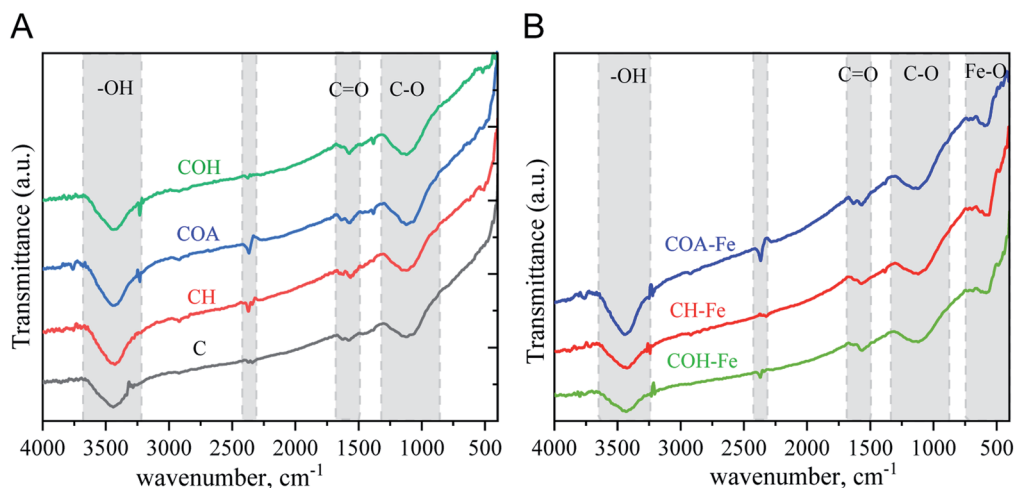 A
-OH
C=O
C-O
COH
COA
CH
C
Transmittance (a.u.)
4000 3500 3000 2500 2000 1500 1000 500
wavenumber, cm-1
B
-OH
C=O
C-O
Fe-O
COA-Fe
CH-Fe
COH-Fe
Transmittance (a.u.)
4000 3500 3000 2500 2000 1500 1000 500
wavenumber, cm-1